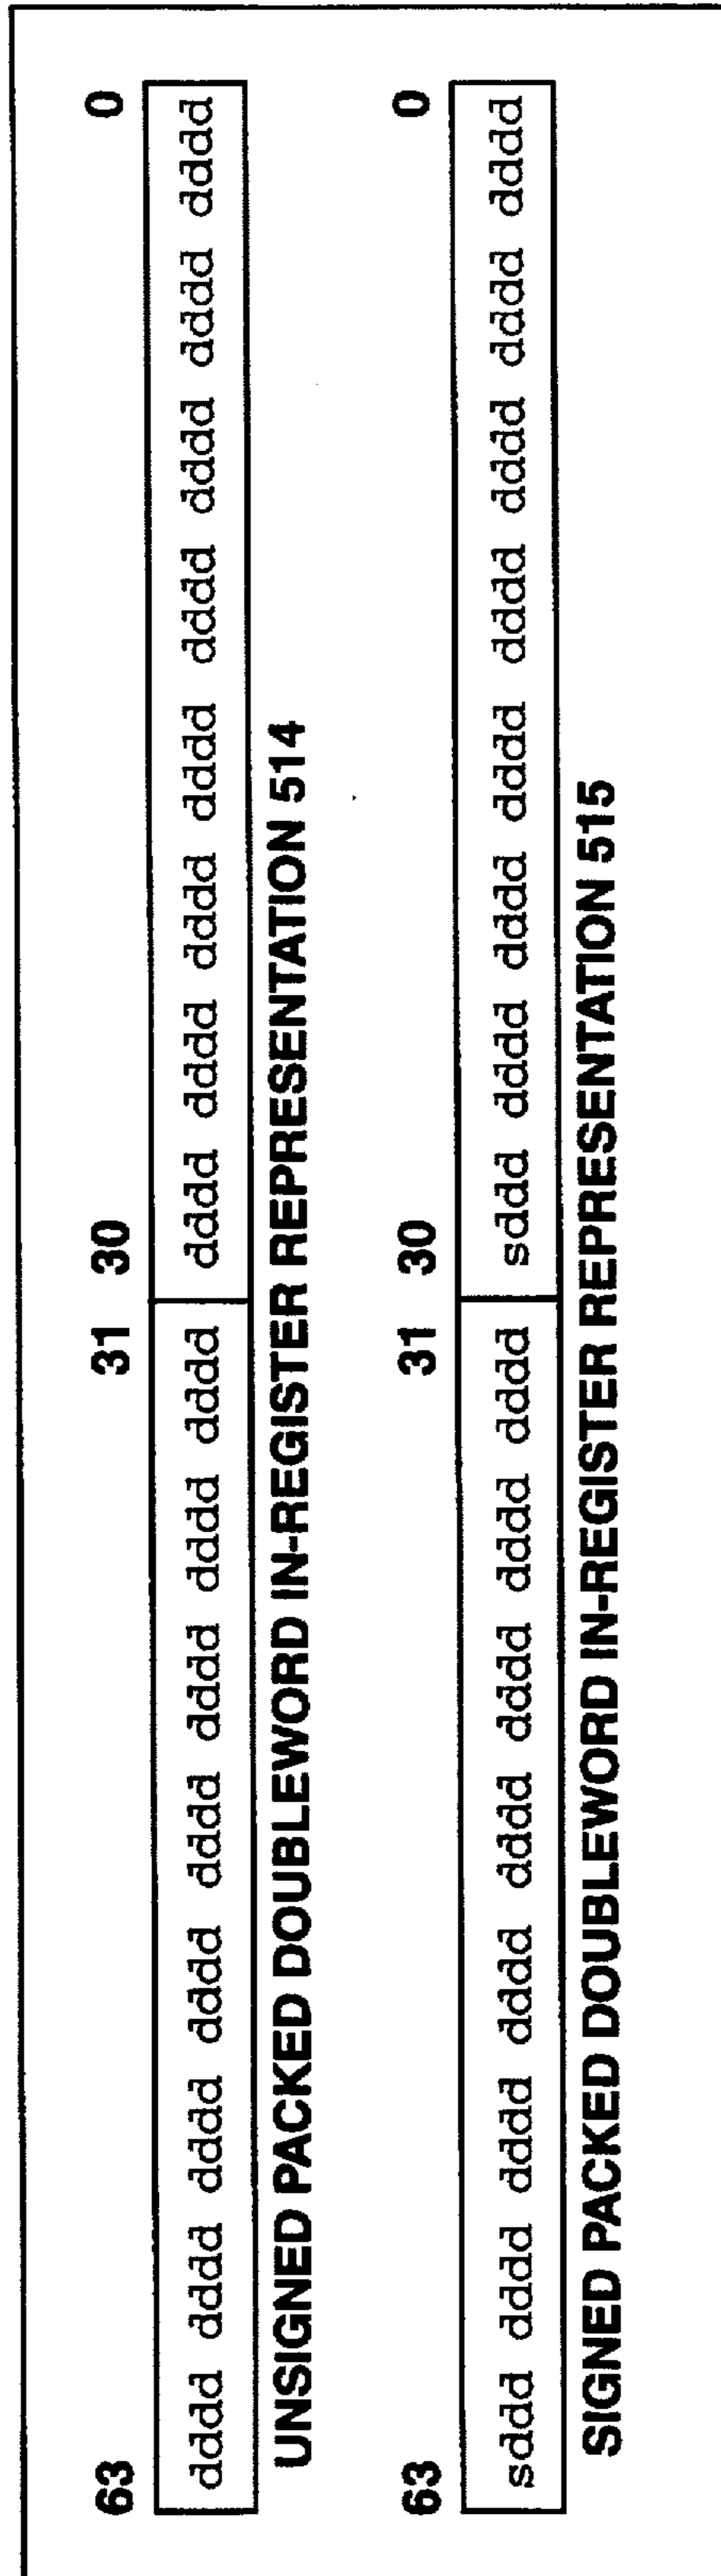 63 31 30 0
dddd dddd dddd dddd dddd dddd dddd dddd dddd dddd dddd dddd dddd dddd dddd dddd
UNSIGNED PACKED DOUBLEWORD IN-REGISTER REPRESENTATION 514
63 31 30 0
sddd dddd dddd dddd dddd dddd dddd dddd sddd dddd dddd dddd dddd dddd dddd dddd
SIGNED PACKED DOUBLEWORD IN-REGISTER REPRESENTATION 515